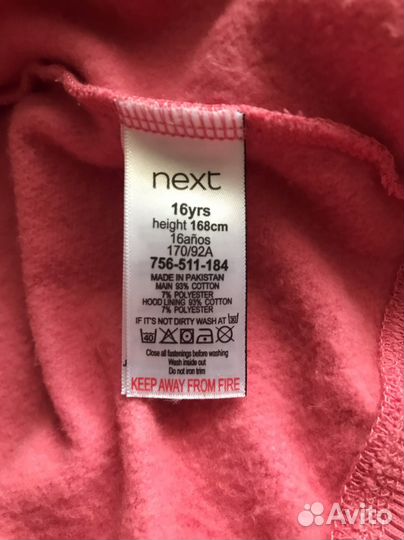 next
16yrs
height 168cm
16años
170/92A
756-511-184
MADE IN PAKISTAN
MAIN 93% COTTON
7% POLYESTER
HOOD LINING 93% COTTON
7% POLYESTER
IF IT'S NOT DIRTY WASH AT 30
40
Close all fastenings before washing
Wash inside out
Do not iron trim
KEEP AWAY FROM FIRE
Avito